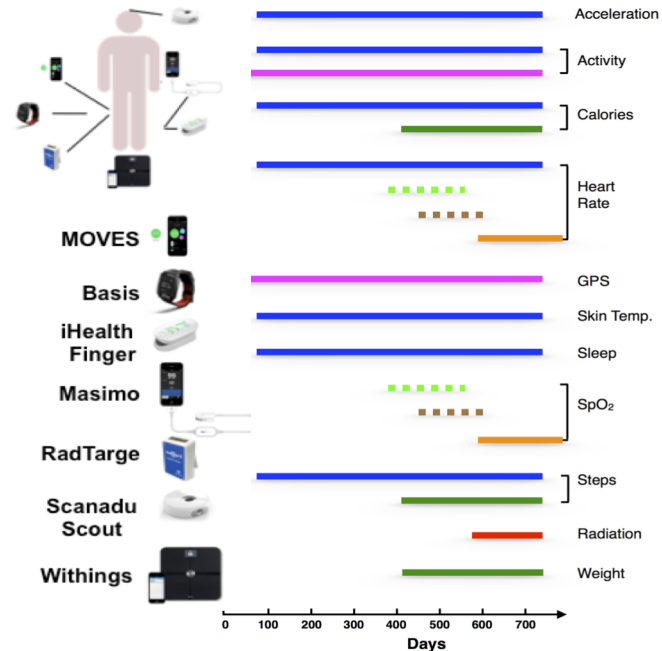 Acceleration
Activity
Calories
Heart
Rate
MOVES
GPS
Basis
Skin Temp.
iHealth
Finger
Sleep
Masimo
SpO₂
RadTarge
Steps
Scanadu
Scout
Radiation
Withings
Weight
0 100 200 300 400 500 600 700
Days